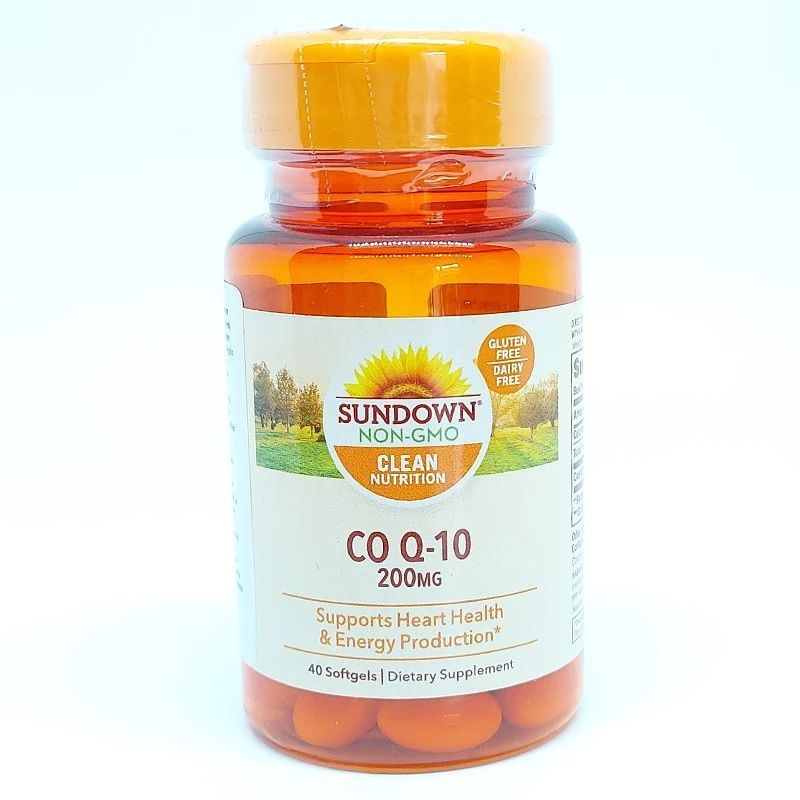 GLUTEN
FREE
DAIRY
FREE
SUNDOWN®
NON-GMO
CLEAN
NUTRITION
CO Q-10
200MG
Supports Heart Health
& Energy Production*
40 Softgels | Dietary Supplement